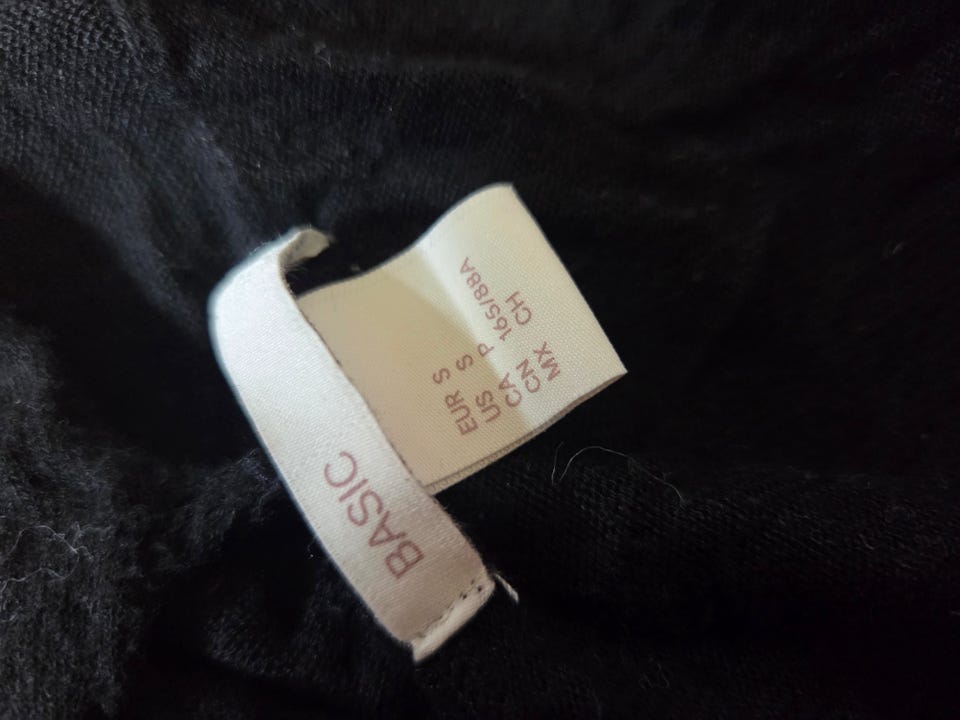 BASIC
EUR S
US S
CA P
CN 165/88A
MX CH